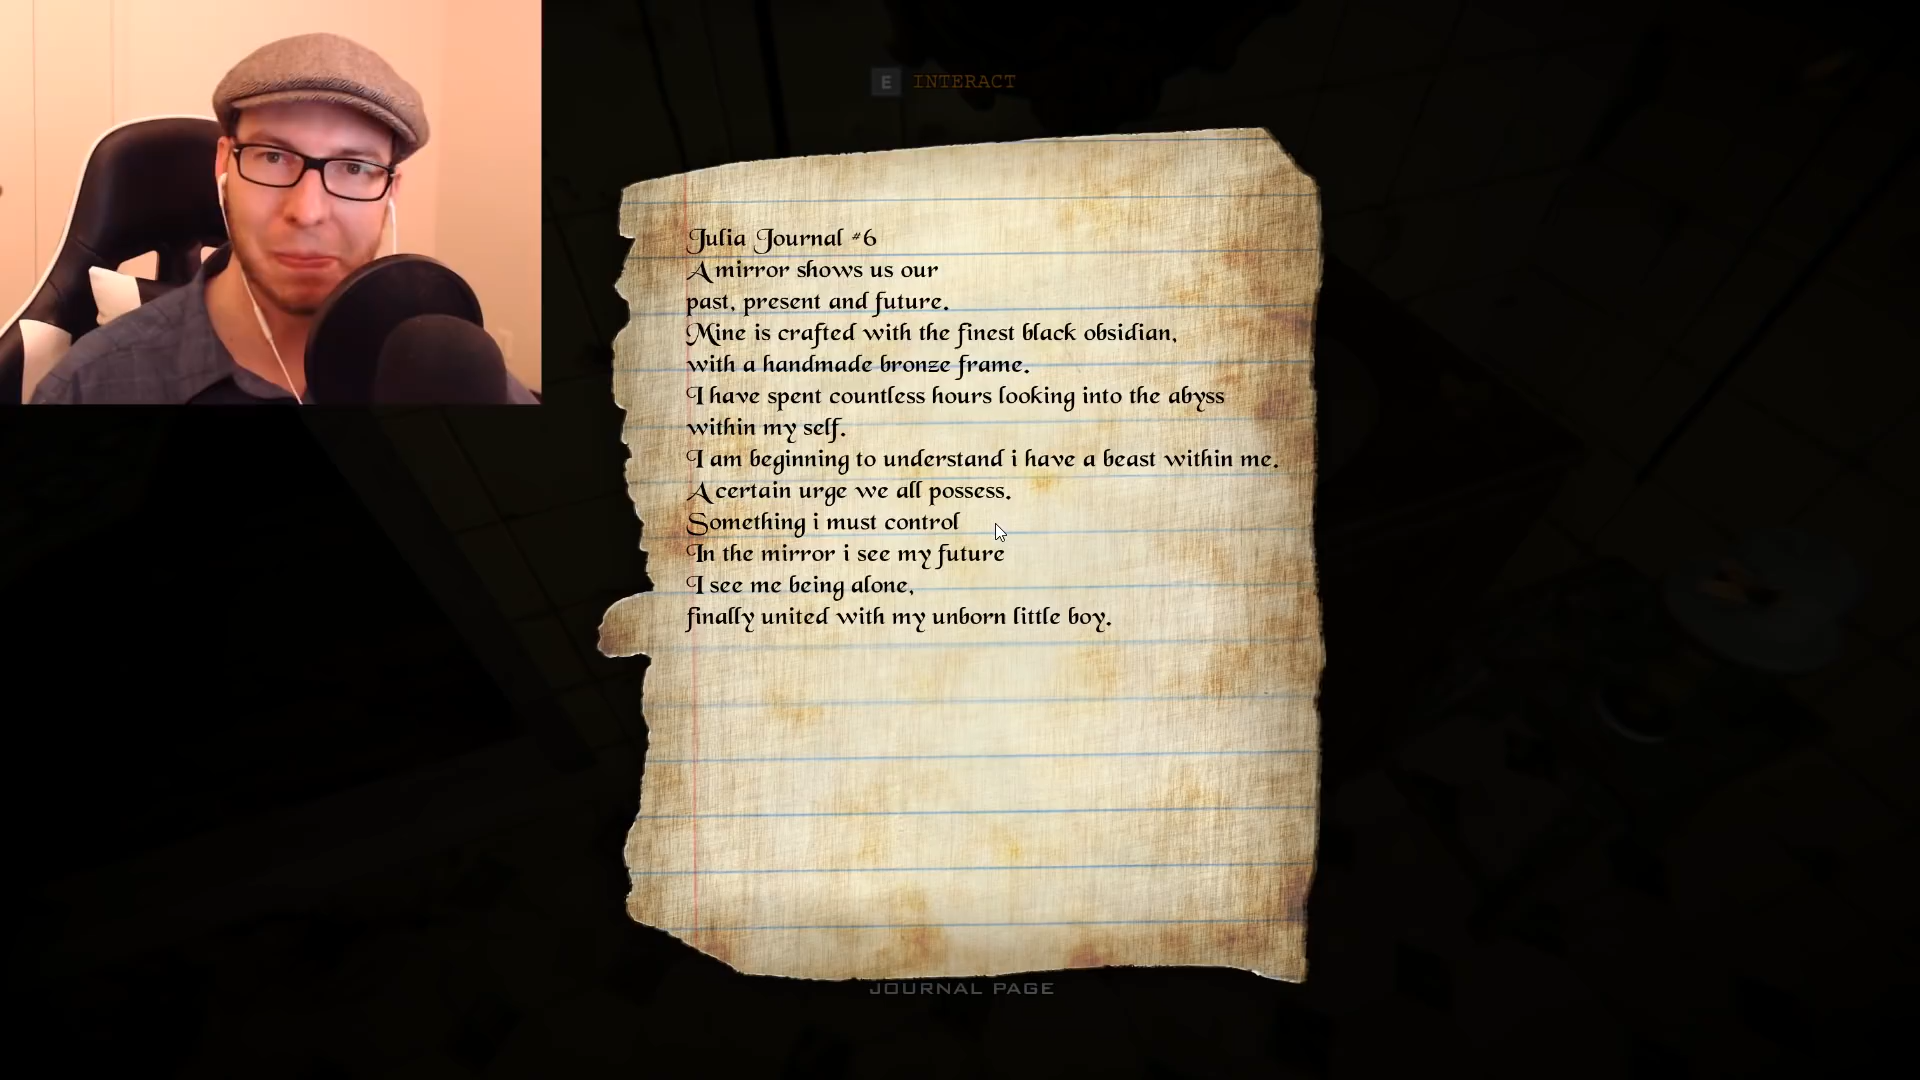 E INTERACT
Julia Journal #6
A mirror shows us our
past, present and future.
Mine is crafted with the finest black obsidian,
with a handmade bronze frame.
I have spent countless hours looking into the abyss
within my self.
I am beginning to understand i have a beast within me.
A certain urge we all possess.
Something i must control
In the mirror i see my future
I see me being alone,
finally united with my unborn little boy.
JOURNAL PAGE